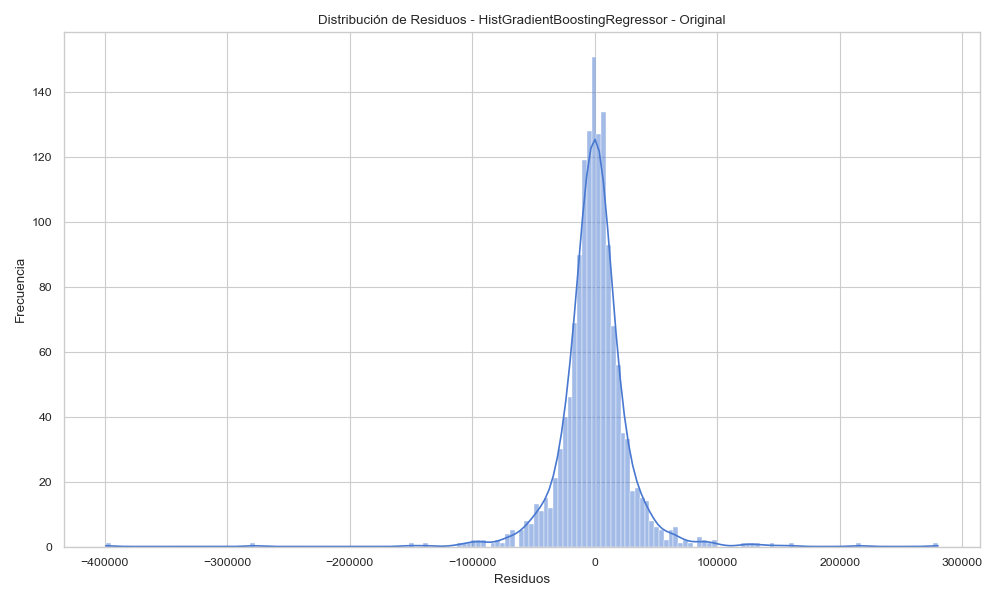 Distribución de Residuos - HistGradientBoostingRegressor - Original
Frecuencia
140
120
100
80
60
40
20
0
−400000 −300000 −200000 −100000 0 100000 200000 300000
Residuos